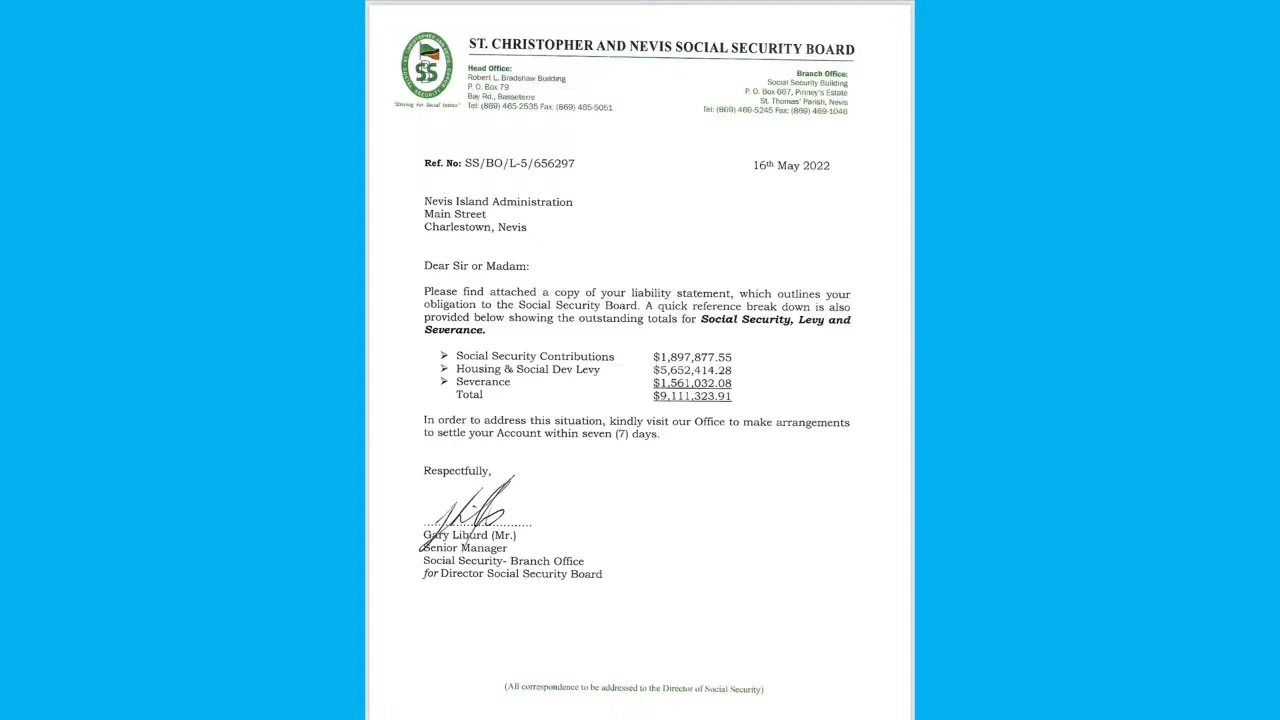 ST. CHRISTOPHER AND NEVIS SOCIAL SECURITY BOARD
Head Office:
Robert L. Bradshaw Building
P. O. Box 79
Bay Rd., Basseterre
Tel: (869) 465-2535 Fax: (869) 465-5051
Branch Office:
Social Security Building
P. O. Box 667, Pinney's Estate
St. Thomas' Parish, Nevis
Tel: (869) 469-5245 Fax: (869) 469-1046
"Striving For Social Justice"
Ref. No: SS/BO/L-5/656297
16th May 2022
Nevis Island Administration
Main Street
Charlestown, Nevis
Dear Sir or Madam:
Please find attached a copy of your liability statement, which outlines your
obligation to the Social Security Board. A quick reference break down is also
provided below showing the outstanding totals for Social Security, Levy and
Severance.
➢ Social Security Contributions $1,897,877.55
➢ Housing & Social Dev Levy $5,652,414.28
➢ Severance $1,561,032.08
Total $9,111,323.91
In order to address this situation, kindly visit our Office to make arrangements
to settle your Account within seven (7) days.
Respectfully,
Gary Liburd (Mr.)
Senior Manager
Social Security- Branch Office
for Director Social Security Board
(All correspondence to be addressed to the Director of Social Security)